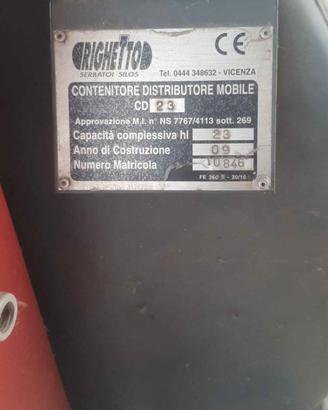 RIGHETTO
SERBATOI SILOS
CE
Tel. 0444 348632 - VICENZA
CONTENITORE DISTRIBUTORE MOBILE
CD 23
Approvazione M.I. n° NS 7767/4113 sott. 269
Capacità complessiva hl 23
Anno di Costruzione 09
Numero Matricola 10846